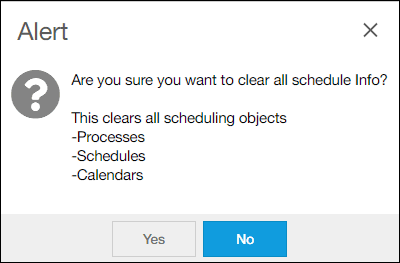 Alert
Are you sure you want to clear all schedule Info?
This clears all scheduling objects
-Processes
-Schedules
-Calendars
Yes
No